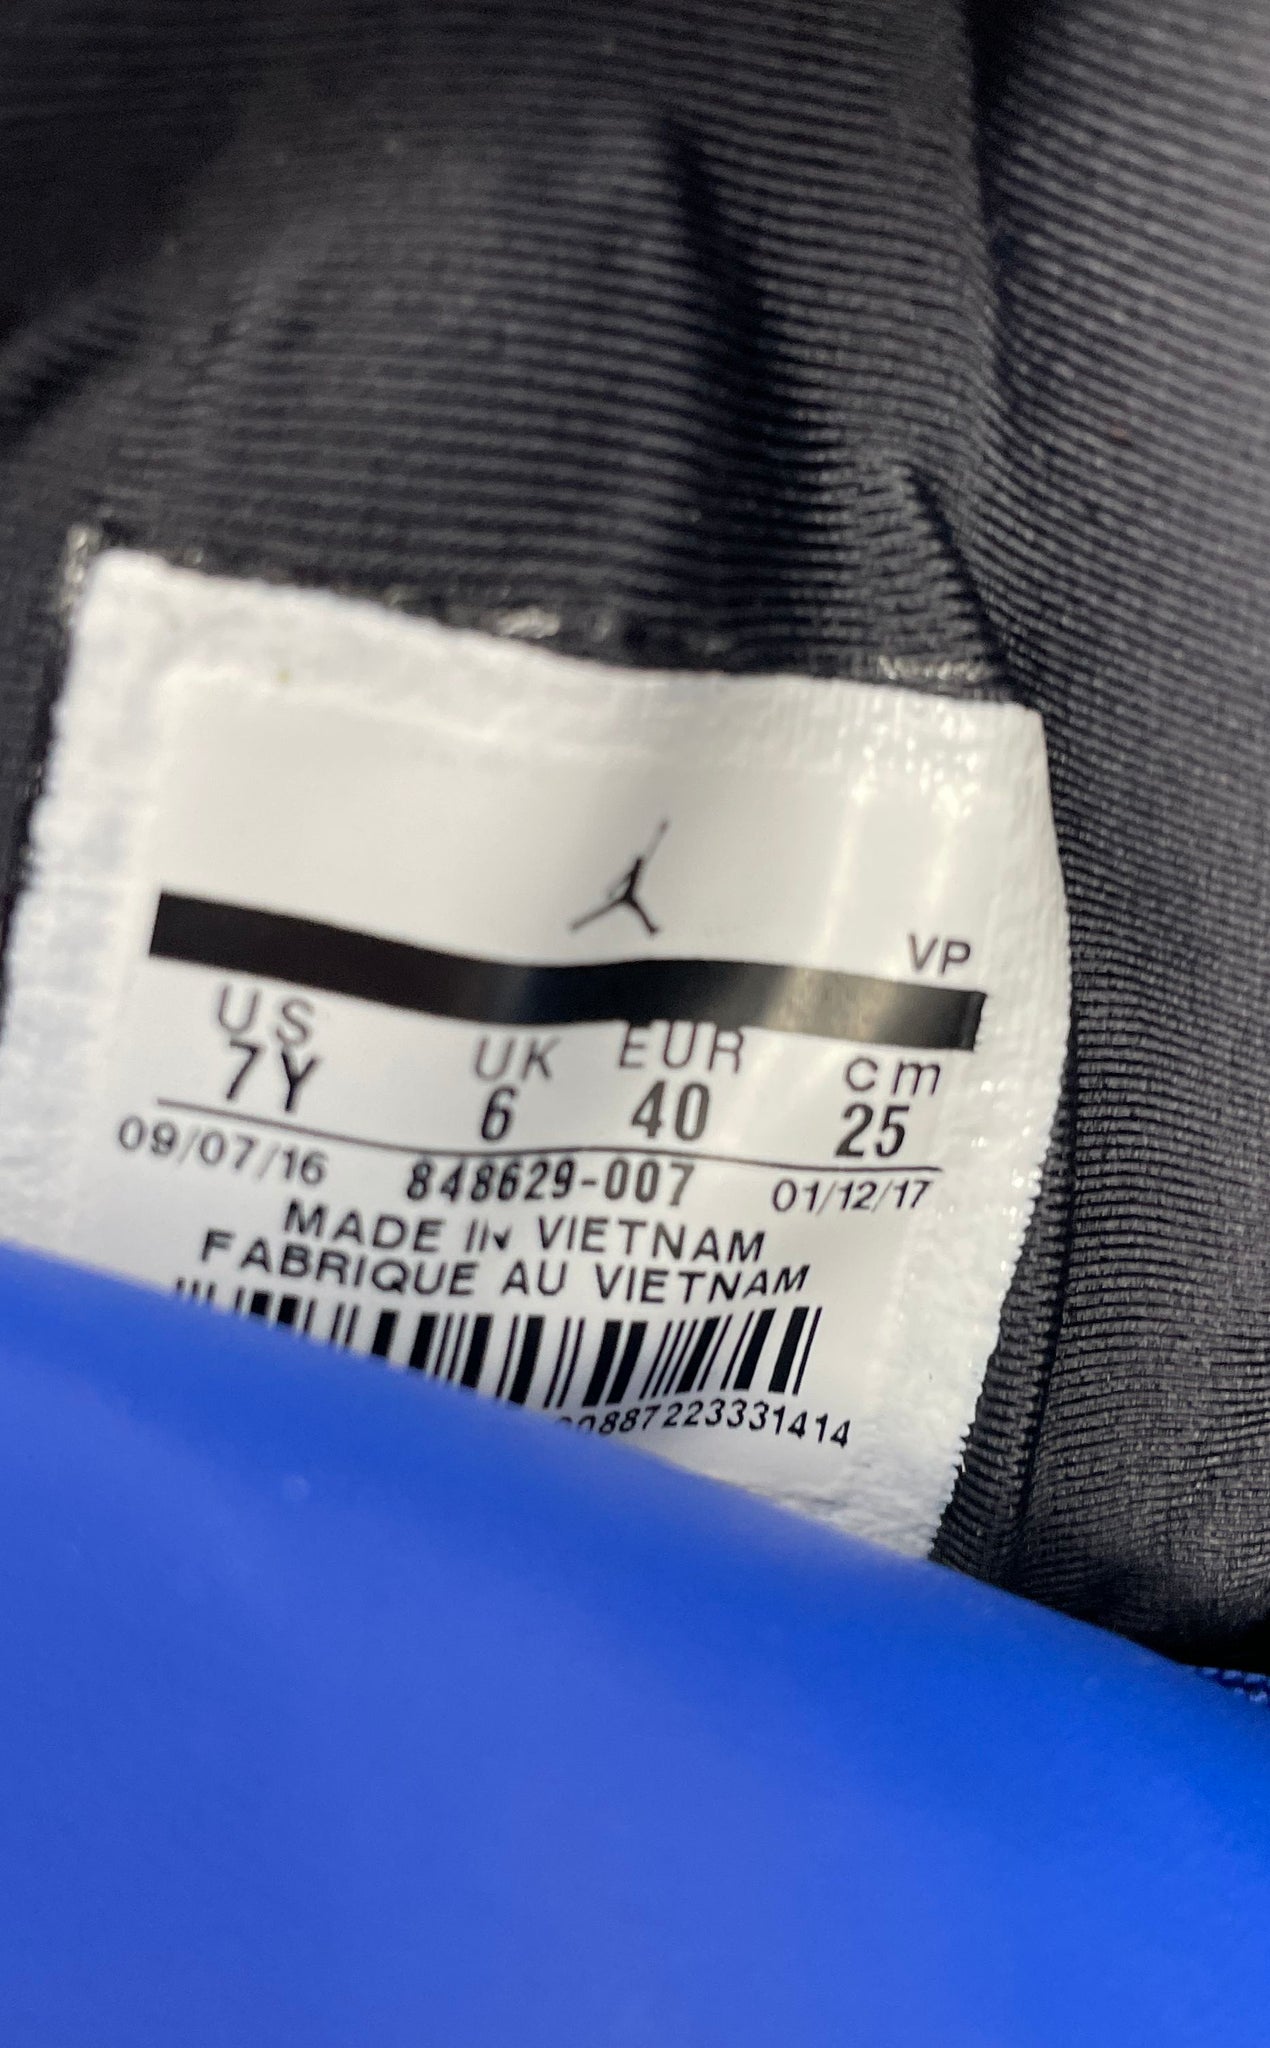 VP
US UK EUR cm
7Y 6 40 25
09/07/16 848629-007 01/12/17
MADE IN VIETNAM
FABRIQUE AU VIETNAM
0887223331414